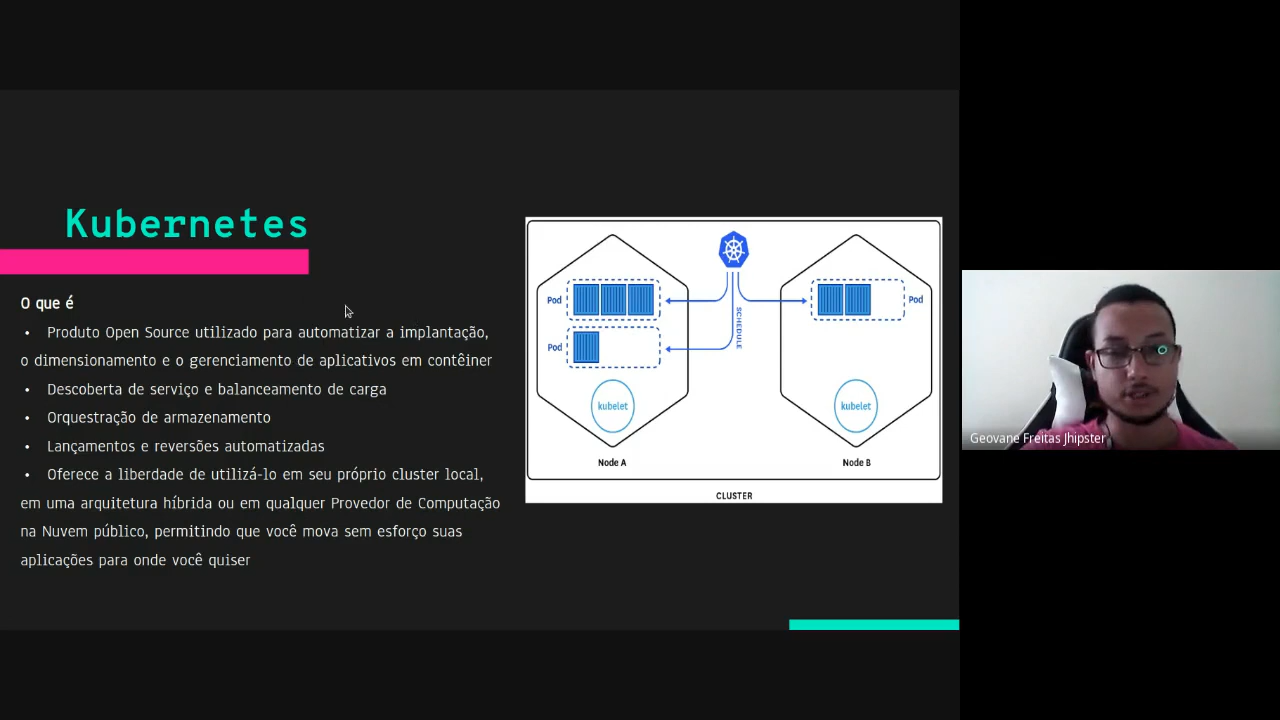 Kubernetes
O que é
• Produto Open Source utilizado para automatizar a implantação,
o dimensionamento e o gerenciamento de aplicativos em contêiner
• Descoberta de serviço e balanceamento de carga
• Orquestração de armazenamento
• Lançamentos e reversões automatizadas
• Oferece a liberdade de utilizá-lo em seu próprio cluster local,
em uma arquitetura híbrida ou em qualquer Provedor de Computação
na Nuvem público, permitindo que você mova sem esforço suas
aplicações para onde você quiser
Pod
Pod
SCHEDULE
Pod
kubelet
kubelet
Node A
Node B
CLUSTER
Geovane Freitas Jhipster